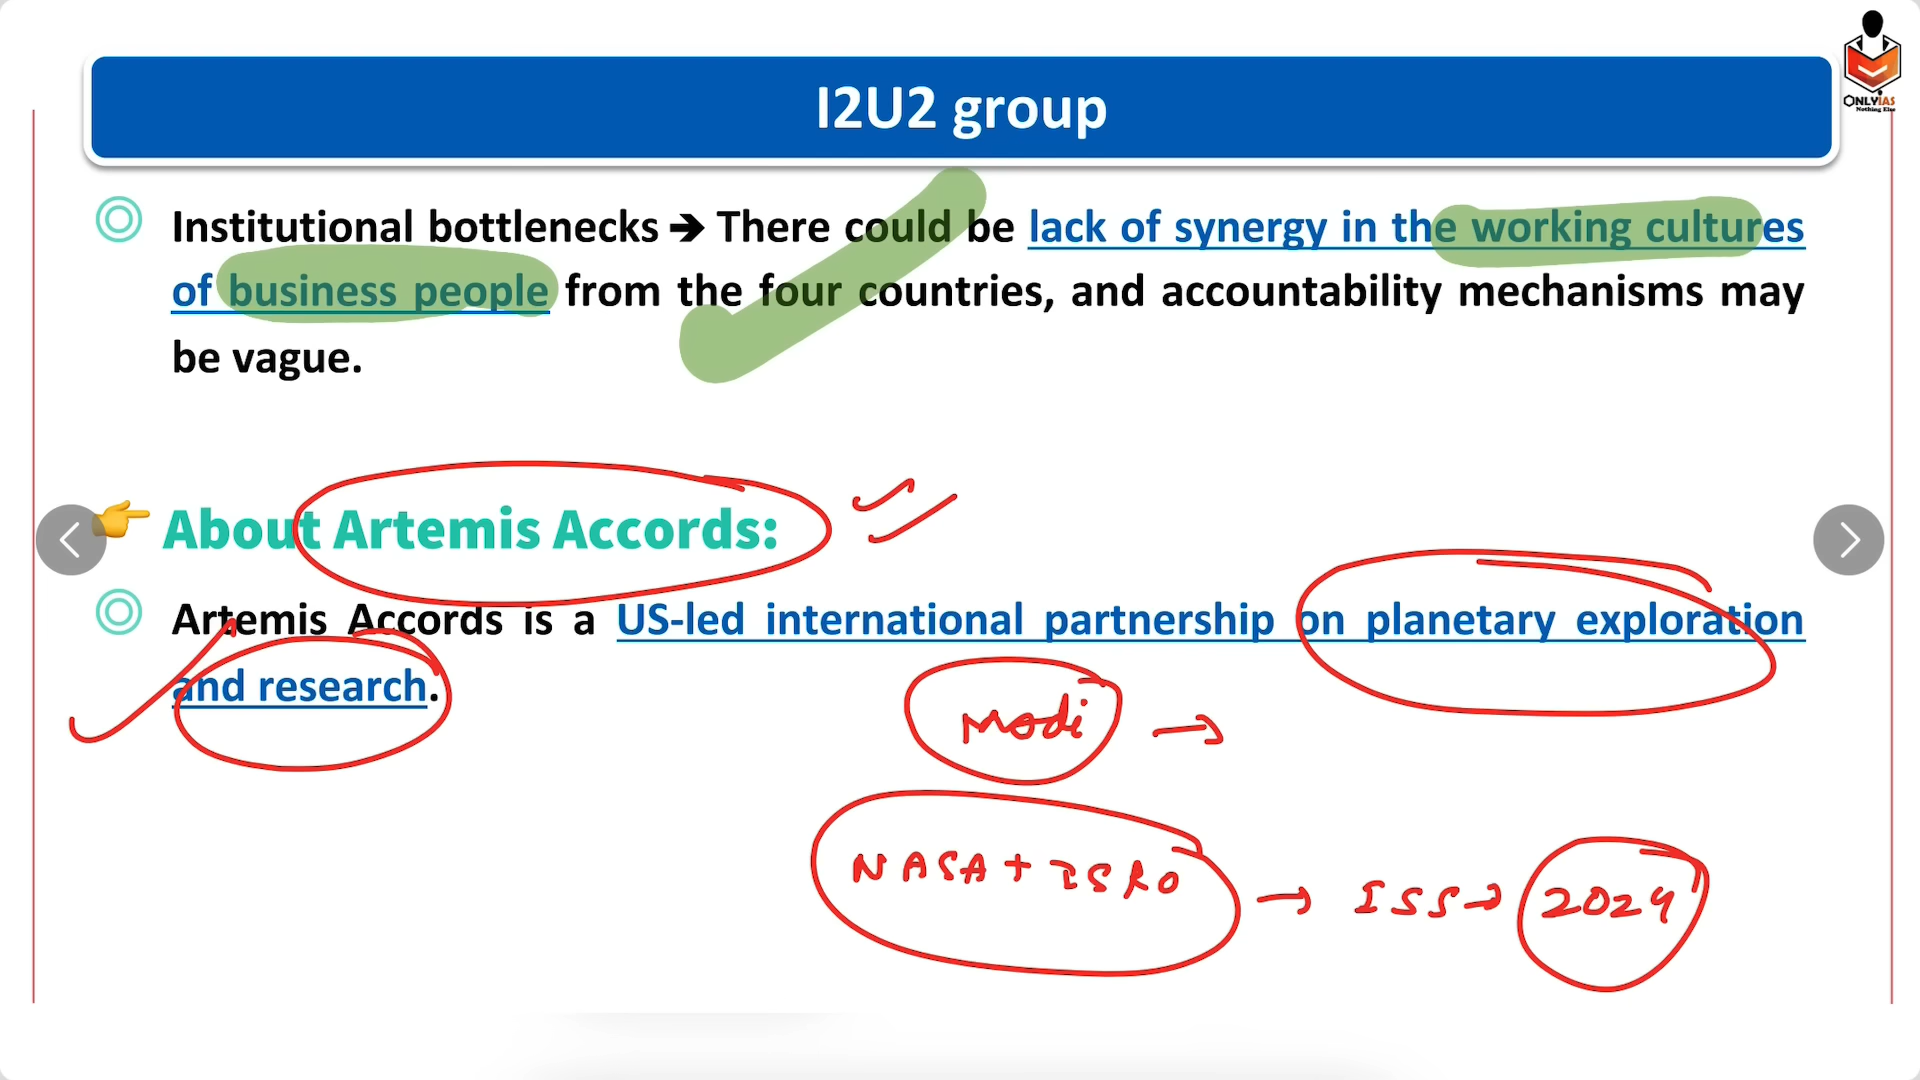 I2U2 group
ONLYIAS
Nothing Else
Institutional bottlenecks ➔ There could be lack of synergy in the working cultures
of business people from the four countries, and accountability mechanisms may
be vague.
About Artemis Accords:
Artemis Accords is a US-led international partnership on planetary exploration
and research.
Modi →
NASA + ISRO → ISS → 2024